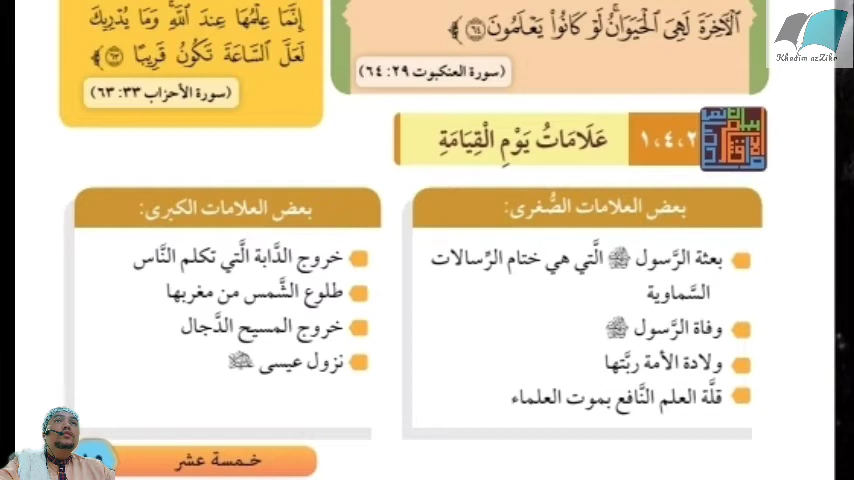 ٱلْـَٔاخِرَةَ لَهِىَ ٱلْحَيَوَانُ ۚ لَوْ كَانُوا۟ يَعْلَمُونَ ﴿٦٤﴾
(سورة العنكبوت ٢٩: ٦٤)
إِنَّمَا عِلْمُهَا عِندَ ٱللَّهِ ۚ وَمَا يُدْرِيكَ
لَعَلَّ ٱلسَّاعَةَ تَكُونُ قَرِيبًا ﴿٦٣﴾
(سورة الأحزاب ٣٣: ٦٣)
Khadim azZikr
١،٤،٢ عَلَامَاتُ يَوْمِ الْقِيَامَةِ
بعض العلامات الصُّغرى:
بعثة الرَّسول ﷺ الَّتي هي ختام الرِّسالات
السَّماوية
وفاة الرَّسول ﷺ
ولادة الأمة ربَّتها
قلَّة العلم النَّافع بموت العلماء
بعض العلامات الكبرى:
خروج الدَّابة الَّتي تكلم النَّاس
طلوع الشَّمس من مغربها
خروج المسيح الدَّجال
نزول عيسى
خمسة عشر